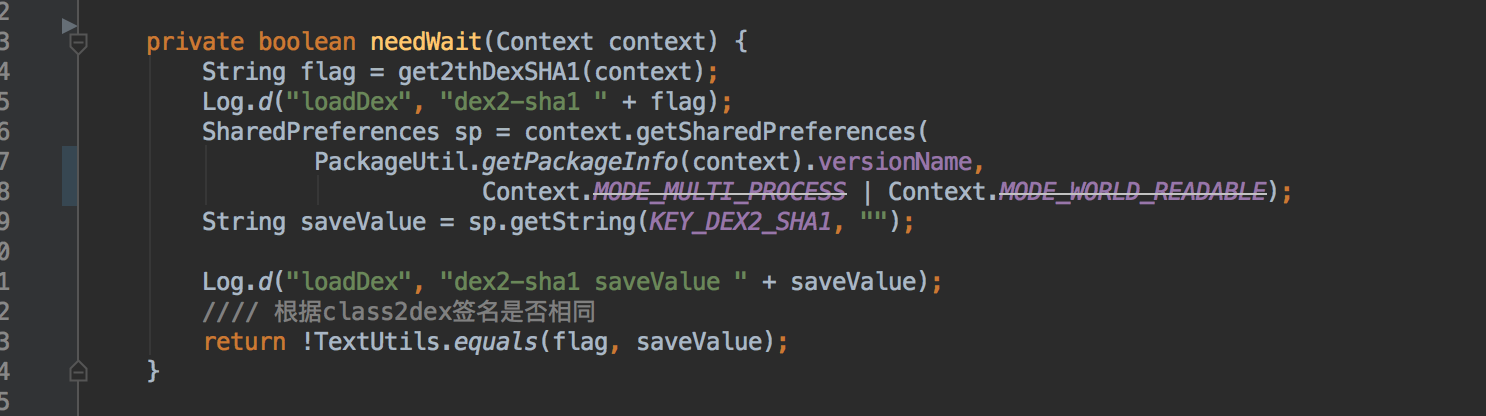 2
3 private boolean needWait(Context context) {
4 String flag = get2thDexSHA1(context);
5 Log.d("loadDex", "dex2-sha1 " + flag);
6 SharedPreferences sp = context.getSharedPreferences(
7 PackageUtil.getPackageInfo(context).versionName,
8 Context.MODE_MULTI_PROCESS | Context.MODE_WORLD_READABLE);
9 String saveValue = sp.getString(KEY_DEX2_SHA1, "");
0
1 Log.d("loadDex", "dex2-sha1 saveValue " + saveValue);
2 //// 根据class2dex签名是否相同
3 return !TextUtils.equals(flag, saveValue);
4 }
5